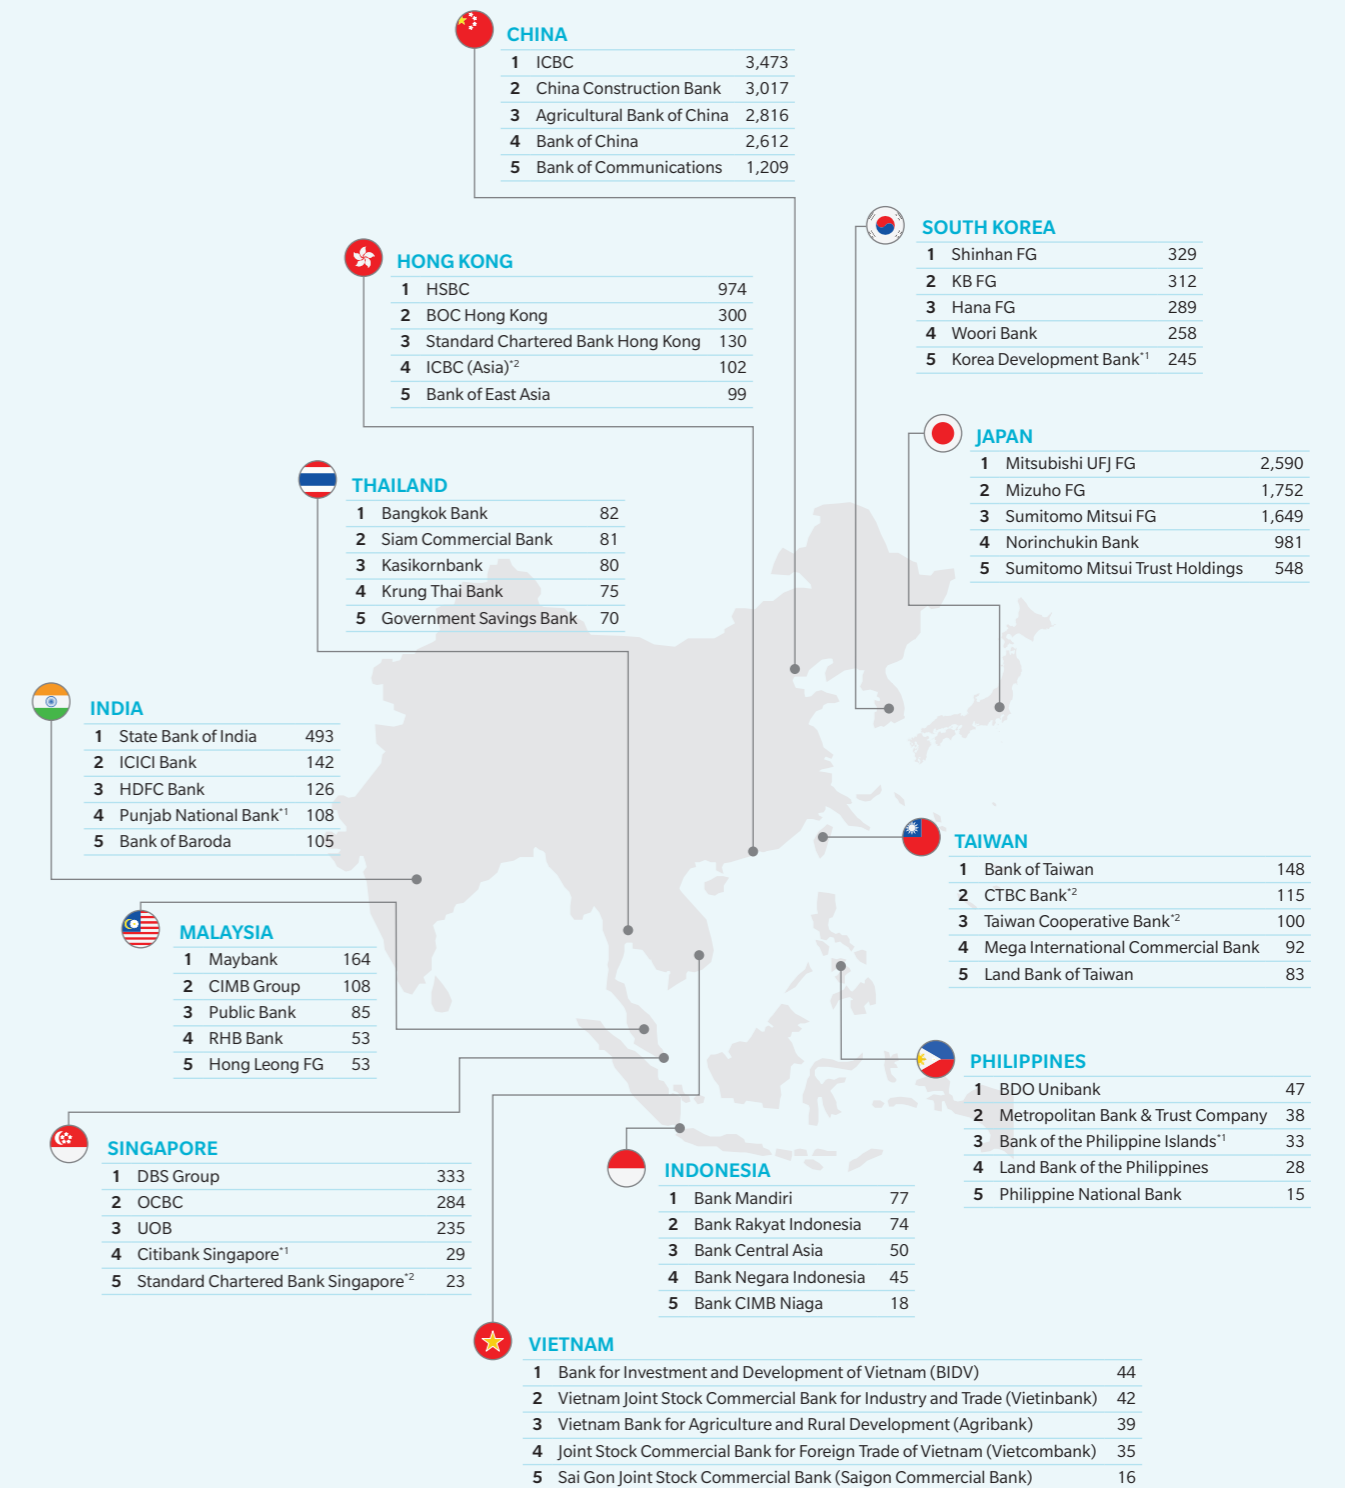 CHINA
1 ICBC 3,473
2 China Construction Bank 3,017
3 Agricultural Bank of China 2,816
4 Bank of China 2,612
5 Bank of Communications 1,209
SOUTH KOREA
1 Shinhan FG 329
2 KB FG 312
3 Hana FG 289
4 Woori Bank 258
5 Korea Development Bank*1 245
HONG KONG
1 HSBC 974
2 BOC Hong Kong 300
3 Standard Chartered Bank Hong Kong 130
4 ICBC (Asia)*2 102
5 Bank of East Asia 99
JAPAN
1 Mitsubishi UFJ FG 2,590
2 Mizuho FG 1,752
3 Sumitomo Mitsui FG 1,649
4 Norinchukin Bank 981
5 Sumitomo Mitsui Trust Holdings 548
THAILAND
1 Bangkok Bank 82
2 Siam Commercial Bank 81
3 Kasikornbank 80
4 Krung Thai Bank 75
5 Government Savings Bank 70
INDIA
1 State Bank of India 493
2 ICICI Bank 142
3 HDFC Bank 126
4 Punjab National Bank*1 108
5 Bank of Baroda 105
TAIWAN
1 Bank of Taiwan 148
2 CTBC Bank*2 115
3 Taiwan Cooperative Bank*2 100
4 Mega International Commercial Bank 92
5 Land Bank of Taiwan 83
MALAYSIA
1 Maybank 164
2 CIMB Group 108
3 Public Bank 85
4 RHB Bank 53
5 Hong Leong FG 53
PHILIPPINES
1 BDO Unibank 47
2 Metropolitan Bank & Trust Company 38
3 Bank of the Philippine Islands*1 33
4 Land Bank of the Philippines 28
5 Philippine National Bank 15
SINGAPORE
1 DBS Group 333
2 OCBC 284
3 UOB 235
4 Citibank Singapore*1 29
5 Standard Chartered Bank Singapore*2 23
INDONESIA
1 Bank Mandiri 77
2 Bank Rakyat Indonesia 74
3 Bank Central Asia 50
4 Bank Negara Indonesia 45
5 Bank CIMB Niaga 18
VIETNAM
1 Bank for Investment and Development of Vietnam (BIDV) 44
2 Vietnam Joint Stock Commercial Bank for Industry and Trade (Vietinbank) 42
3 Vietnam Bank for Agriculture and Rural Development (Agribank) 39
4 Joint Stock Commercial Bank for Foreign Trade of Vietnam (Vietcombank) 35
5 Sai Gon Joint Stock Commercial Bank (Saigon Commercial Bank) 16